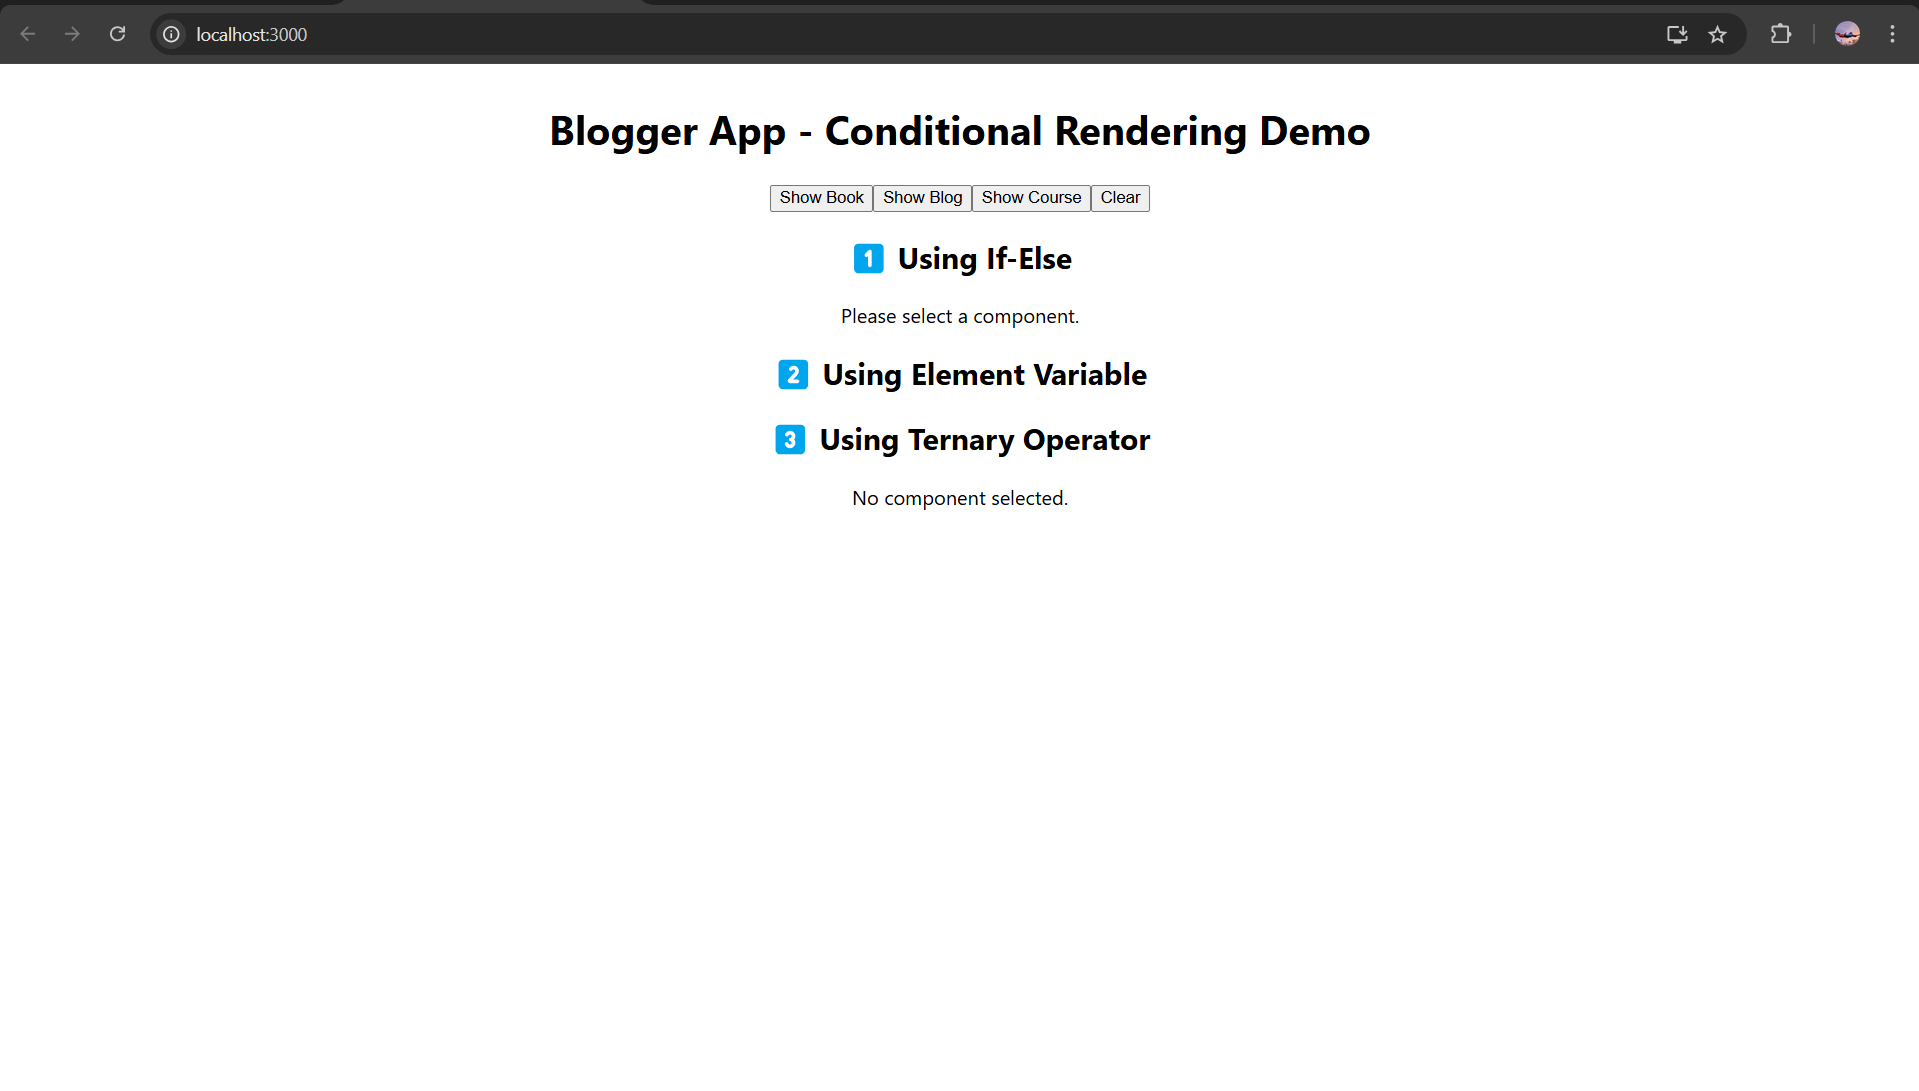 localhost:3000
Blogger App - Conditional Rendering Demo
Show Book Show Blog Show Course Clear
1 Using If-Else
Please select a component.
2 Using Element Variable
3 Using Ternary Operator
No component selected.